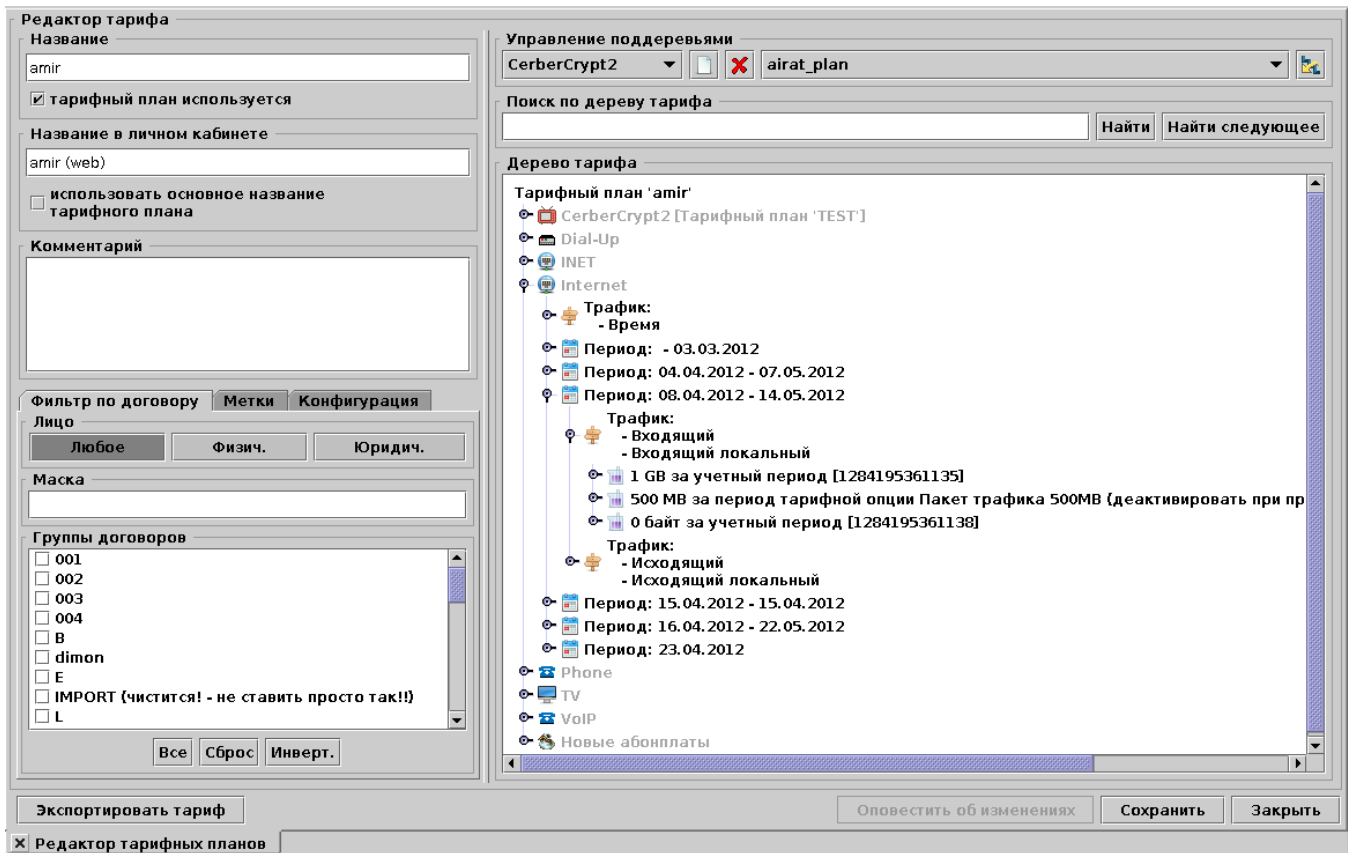 Редактор тарифа
Название
amir
тарифный план используется
Название в личном кабинете
amir (web)
использовать основное название
тарифного плана
Комментарий
Фильтр по договору Метки Конфигурация
Лицо
Любое Физич. Юридич.
Маска
Группы договоров
001
002
003
004
B
dimon
E
IMPORT (чистится! - не ставить просто так!!)
L
Все Сброс Инверт.
Управление поддеревьями
CerberCrypt2 airat_plan
Поиск по дереву тарифа
Найти Найти следующее
Дерево тарифа
Тарифный план 'amir'
CerberCrypt2 [Тарифный план 'TEST']
Dial-Up
INET
Internet
Трафик:
- Время
Период: - 03.03.2012
Период: 04.04.2012 - 07.05.2012
Период: 08.04.2012 - 14.05.2012
Трафик:
- Входящий
- Входящий локальный
1 GB за учетный период [1284195361135]
500 MB за период тарифной опции Пакет трафика 500MB (деактивировать при пр
0 байт за учетный период [1284195361138]
Трафик:
- Исходящий
- Исходящий локальный
Период: 15.04.2012 - 15.04.2012
Период: 16.04.2012 - 22.05.2012
Период: 23.04.2012
Phone
TV
VoIP
Новые абонплаты
Экспортировать тариф Оповестить об изменениях Сохранить Закрыть
Редактор тарифных планов